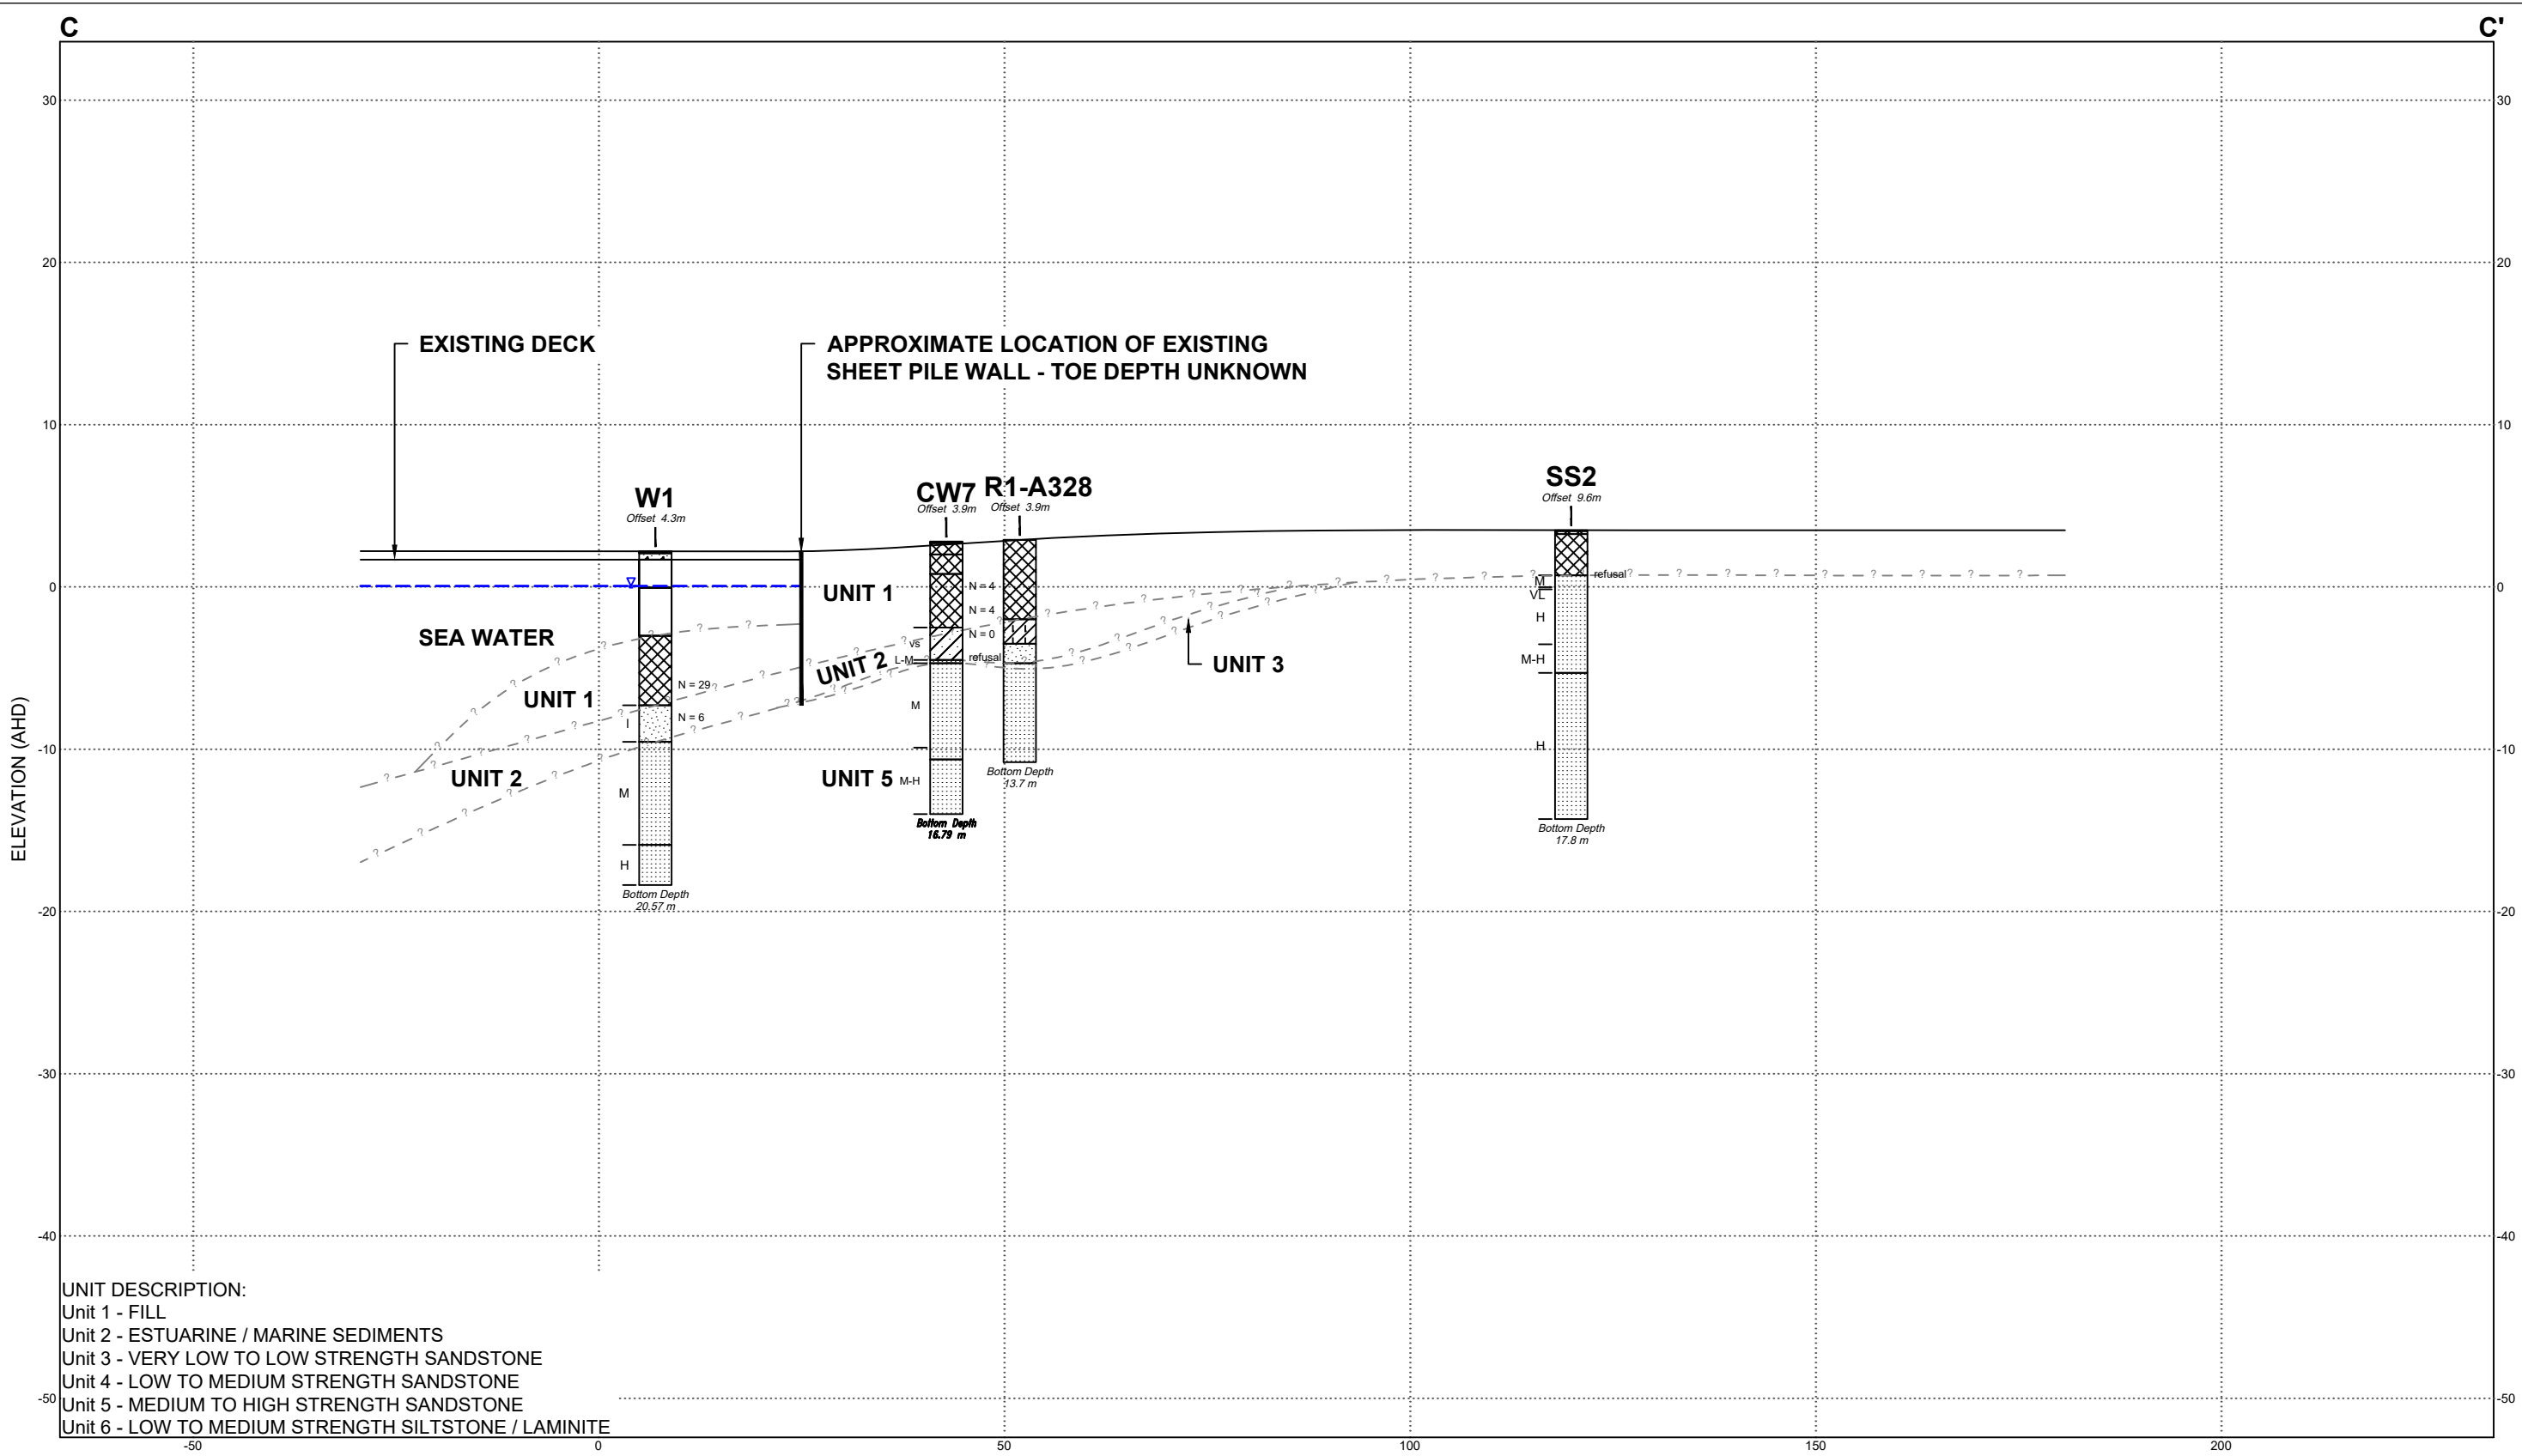 C
C'
30
30
20
20
EXISTING DECK
APPROXIMATE LOCATION OF EXISTING
SHEET PILE WALL - TOE DEPTH UNKNOWN
10
10
W1
Offset 4.3m
CW7
Offset 3.9m
R1-A328
Offset 3.9m
SS2
Offset 9.6m
0
0
UNIT 1
N = 4
N = 4
N = 0
refusal
vs
L-M
M
M-H
Bottom Depth
16.79 m
refusal
M
VL
H
M-H
H
Bottom Depth
17.8 m
SEA WATER
UNIT 2
UNIT 3
UNIT 1
N = 29
N = 6
I
M
H
Bottom Depth
20.57 m
UNIT 2
UNIT 5
Bottom Depth
13.7 m
ELEVATION (AHD)
-10
-10
-20
-20
-30
-30
-40
-40
UNIT DESCRIPTION:
Unit 1 - FILL
Unit 2 - ESTUARINE / MARINE SEDIMENTS
Unit 3 - VERY LOW TO LOW STRENGTH SANDSTONE
Unit 4 - LOW TO MEDIUM STRENGTH SANDSTONE
-50
-50
Unit 5 - MEDIUM TO HIGH STRENGTH SANDSTONE
Unit 6 - LOW TO MEDIUM STRENGTH SILTSTONE / LAMINITE
-50
0
50
100
150
200